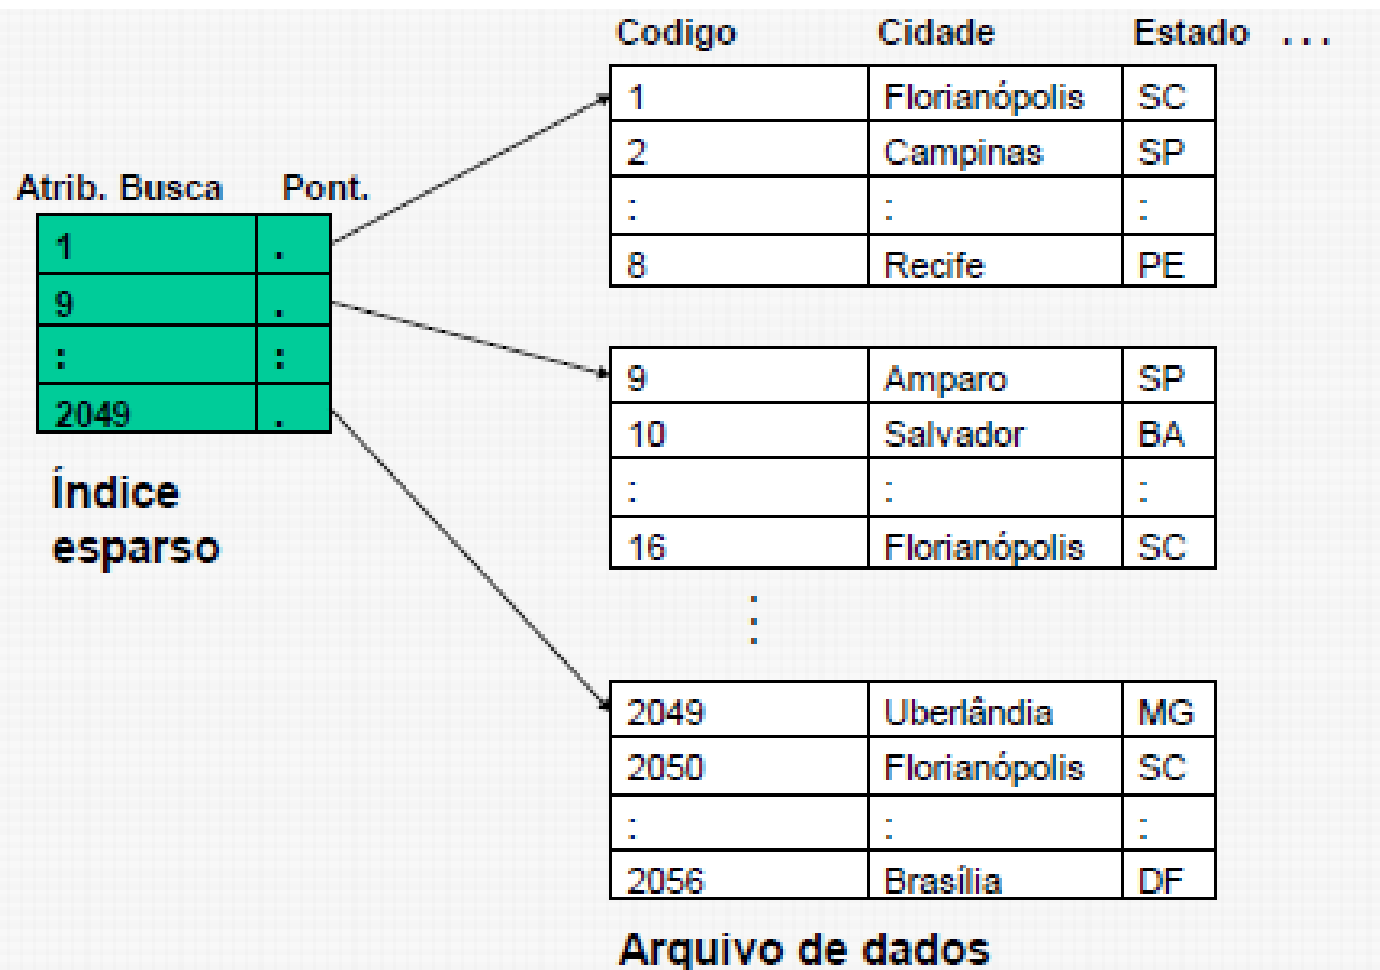 Codigo Cidade Estado ...
1 Florianópolis SC
2 Campinas SP
: : :
8 Recife PE
Atrib. Busca Pont.
1 .
9 .
: :
2049 .
Índice
esparso
9 Amparo SP
10 Salvador BA
: : :
16 Florianópolis SC
:
2049 Uberlândia MG
2050 Florianópolis SC
: : :
2056 Brasília DF
Arquivo de dados